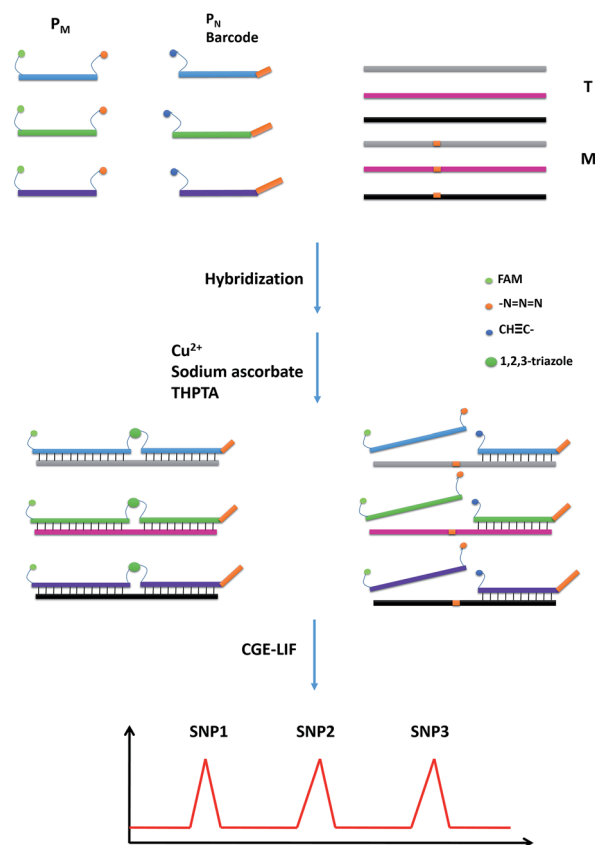 P_M
P_N
Barcode
T
M
Hybridization
FAM
-N=N=N
CH≡C-
1,2,3-triazole
Cu²⁺
Sodium ascorbate
THPTA
CGE-LIF
SNP1 SNP2 SNP3